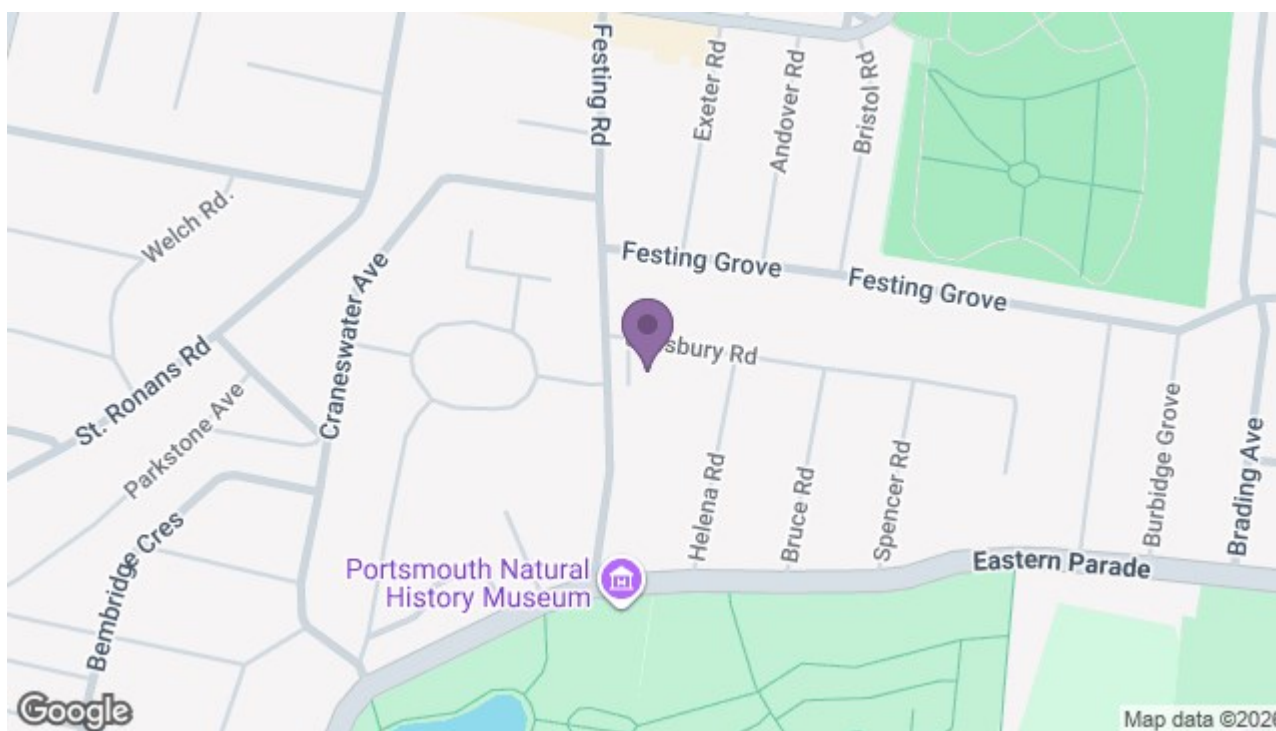 Festing Rd
Exeter Rd
Andover Rd
Bristol Rd
Welch Rd.
Craneswater Ave
Festing Grove
Festing Grove
sbury Rd
St. Ronans Rd
Parkstone Ave
Bembridge Cres
Helena Rd
Bruce Rd
Spencer Rd
Burbidge Grove
Brading Ave
Eastern Parade
Portsmouth Natural
History Museum
Google
Map data ©2026